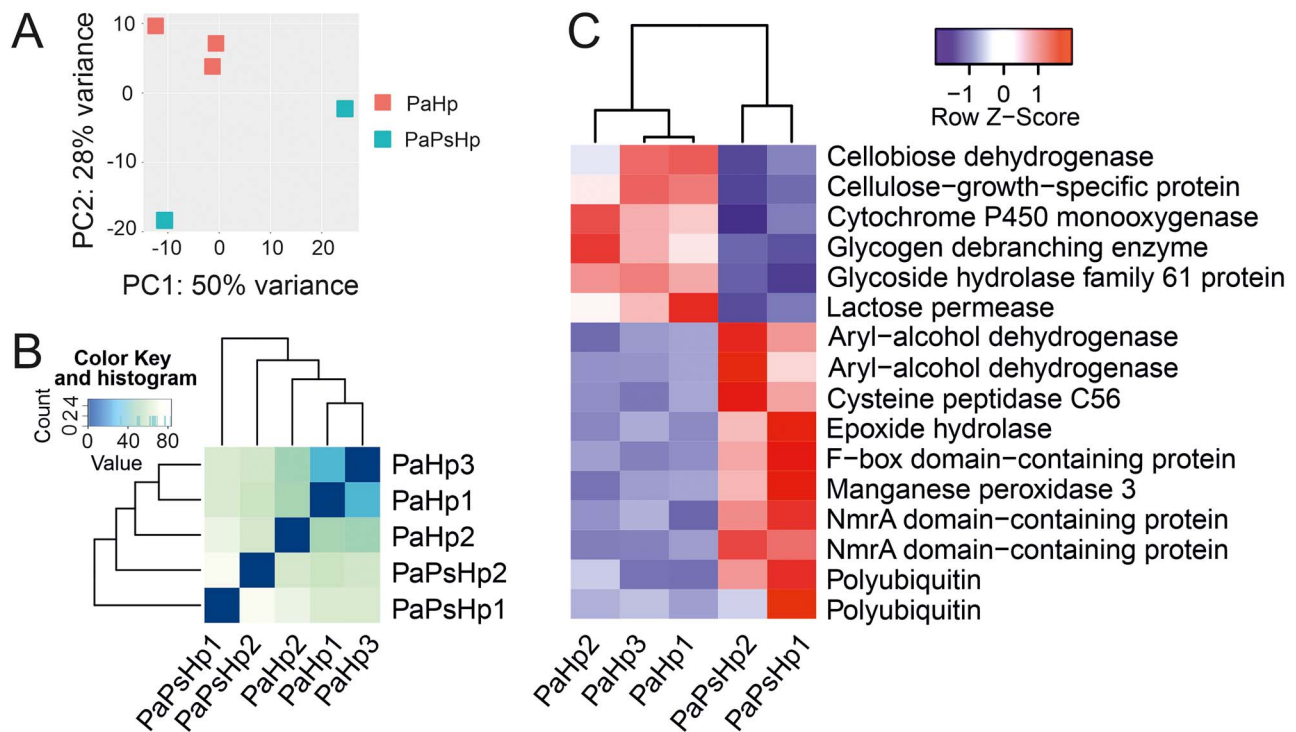 A
PC2: 28% variance
10
0
-10
-20
-10
0
10
20
PC1: 50% variance
PaHp
PaPsHp
B
Color Key
and histogram
Count
0 2 4
0
40
80
Value
PaHp3
PaHp1
PaHp2
PaPsHp2
PaPsHp1
PaPsHp1
PaPsHp2
PaHp2
PaHp1
PaHp3
C
−1
0
1
Row Z−Score
Cellobiose dehydrogenase
Cellulose−growth−specific protein
Cytochrome P450 monooxygenase
Glycogen debranching enzyme
Glycoside hydrolase family 61 protein
Lactose permease
Aryl−alcohol dehydrogenase
Aryl−alcohol dehydrogenase
Cysteine peptidase C56
Epoxide hydrolase
F−box domain−containing protein
Manganese peroxidase 3
NmrA domain−containing protein
NmrA domain−containing protein
Polyubiquitin
Polyubiquitin
PaHp2
PaHp3
PaHp1
PaPsHp2
PaPsHp1